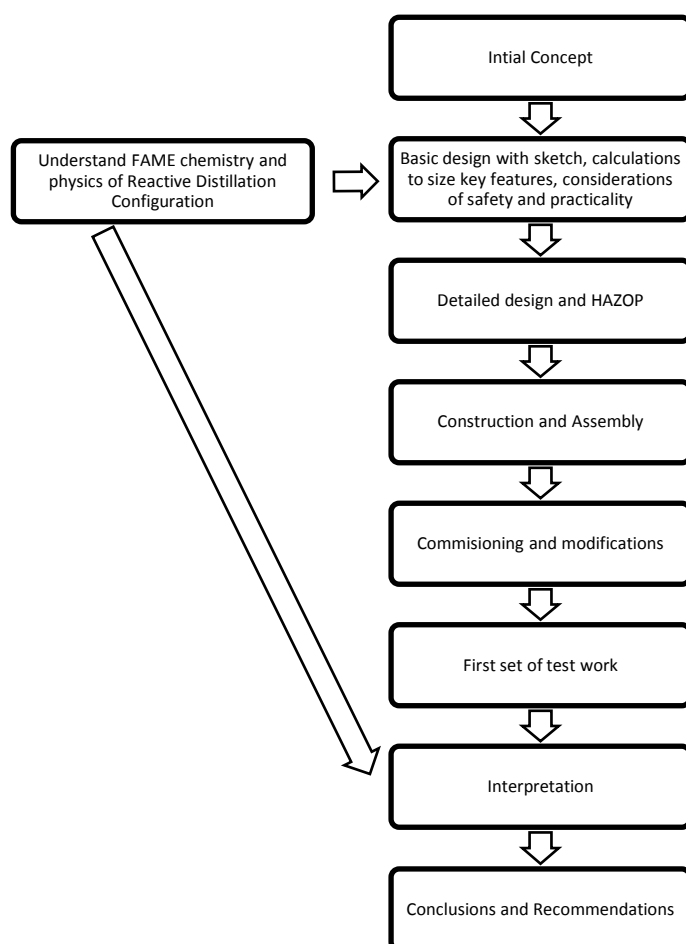 Intial Concept
Understand FAME chemistry and
physics of Reactive Distillation
Configuration
Basic design with sketch, calculations
to size key features, considerations
of safety and practicality
Detailed design and HAZOP
Construction and Assembly
Commisioning and modifications
First set of test work
Interpretation
Conclusions and Recommendations